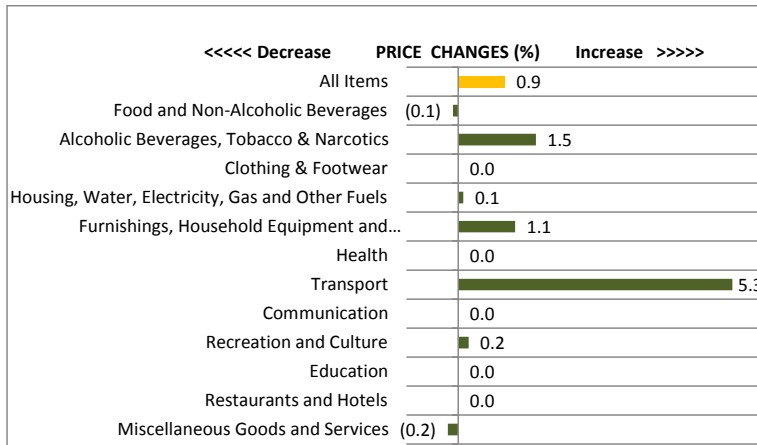 <<<<< Decrease PRICE CHANGES (%) Increase >>>>>
All Items 0.9
Food and Non-Alcoholic Beverages (0.1)
Alcoholic Beverages, Tobacco & Narcotics 1.5
Clothing & Footwear 0.0
Housing, Water, Electricity, Gas and Other Fuels 0.1
Furnishings, Household Equipment and... 1.1
Health 0.0
Transport 5.3
Communication 0.0
Recreation and Culture 0.2
Education 0.0
Restaurants and Hotels 0.0
Miscellaneous Goods and Services (0.2)